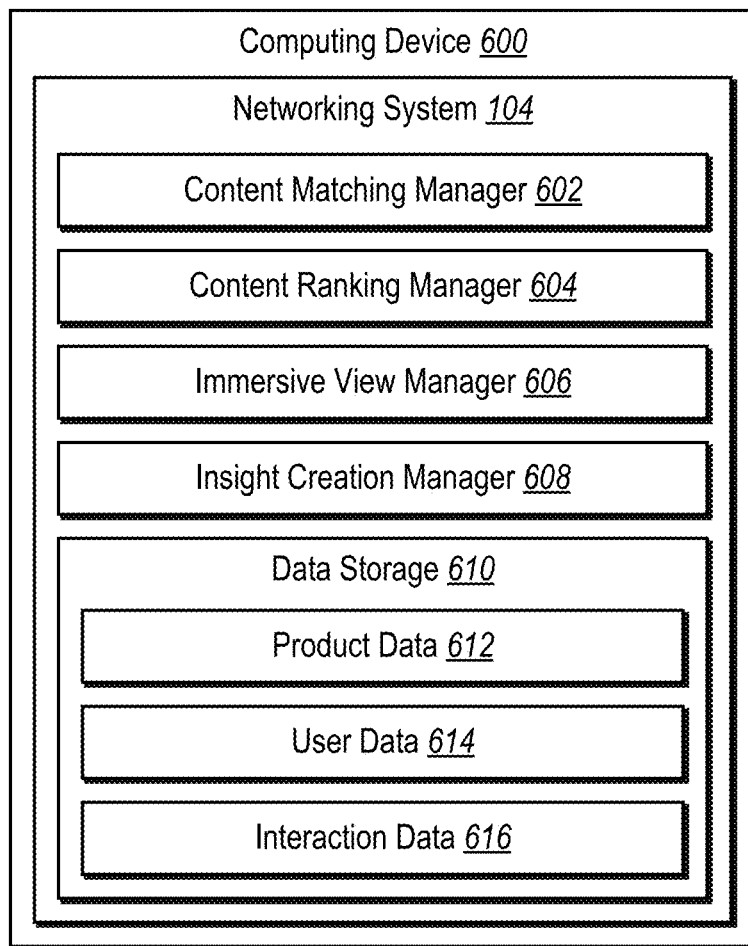 Computing Device 600
Networking System 104
Content Matching Manager 602
Content Ranking Manager 604
Immersive View Manager 606
Insight Creation Manager 608
Data Storage 610
Product Data 612
User Data 614
Interaction Data 616